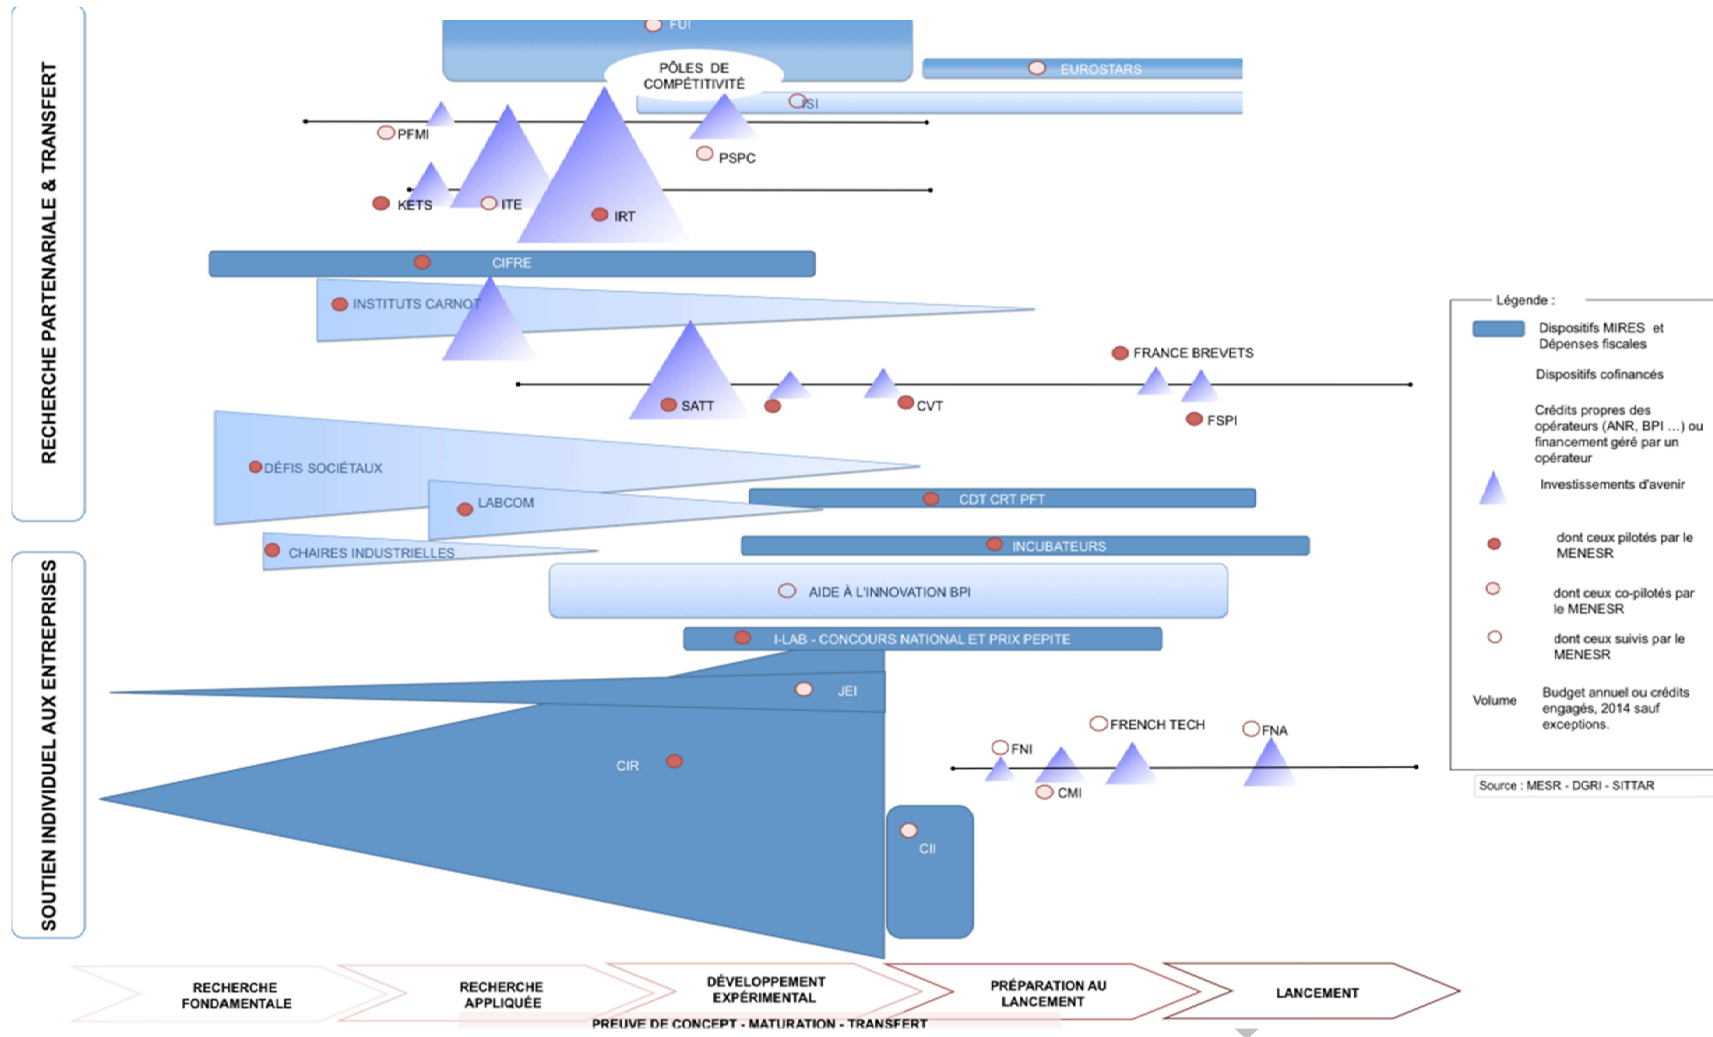 RECHERCHE PARTENARIALE & TRANSFERT
FUI
PÔLES DE
COMPÉTITIVITÉ
EUROSTARS
ISI
PFMI
PSPC
KETS
ITE
IRT
CIFRE
INSTITUTS CARNOT
FRANCE BREVETS
SATT
CVT
FSPI
DÉFIS SOCIÉTAUX
LABCOM
CDT CRT PFT
CHAIRES INDUSTRIELLES
INCUBATEURS
SOUTIEN INDIVIDUEL AUX ENTREPRISES
AIDE À L'INNOVATION BPI
I-LAB - CONCOURS NATIONAL ET PRIX PEPITE
JEI
CIR
FRENCH TECH
FNA
FNI
CMI
CII
Légende :
Dispositifs MIRES et
Dépenses fiscales
Dispositifs cofinancés
Crédits propres des
opérateurs (ANR, BPI ...) ou
financement géré par un
opérateur
Investissements d'avenir
dont ceux pilotés par le
MENESR
dont ceux co-pilotés par
le MENESR
dont ceux suivis par le
MENESR
Volume
Budget annuel ou crédits
engagés, 2014 sauf
exceptions.
Source : MESR - DGRI - SITTAR
RECHERCHE
FONDAMENTALE
RECHERCHE
APPLIQUÉE
DÉVELOPPEMENT
EXPÉRIMENTAL
PRÉPARATION AU
LANCEMENT
LANCEMENT
PREUVE DE CONCEPT - MATURATION - TRANSFERT